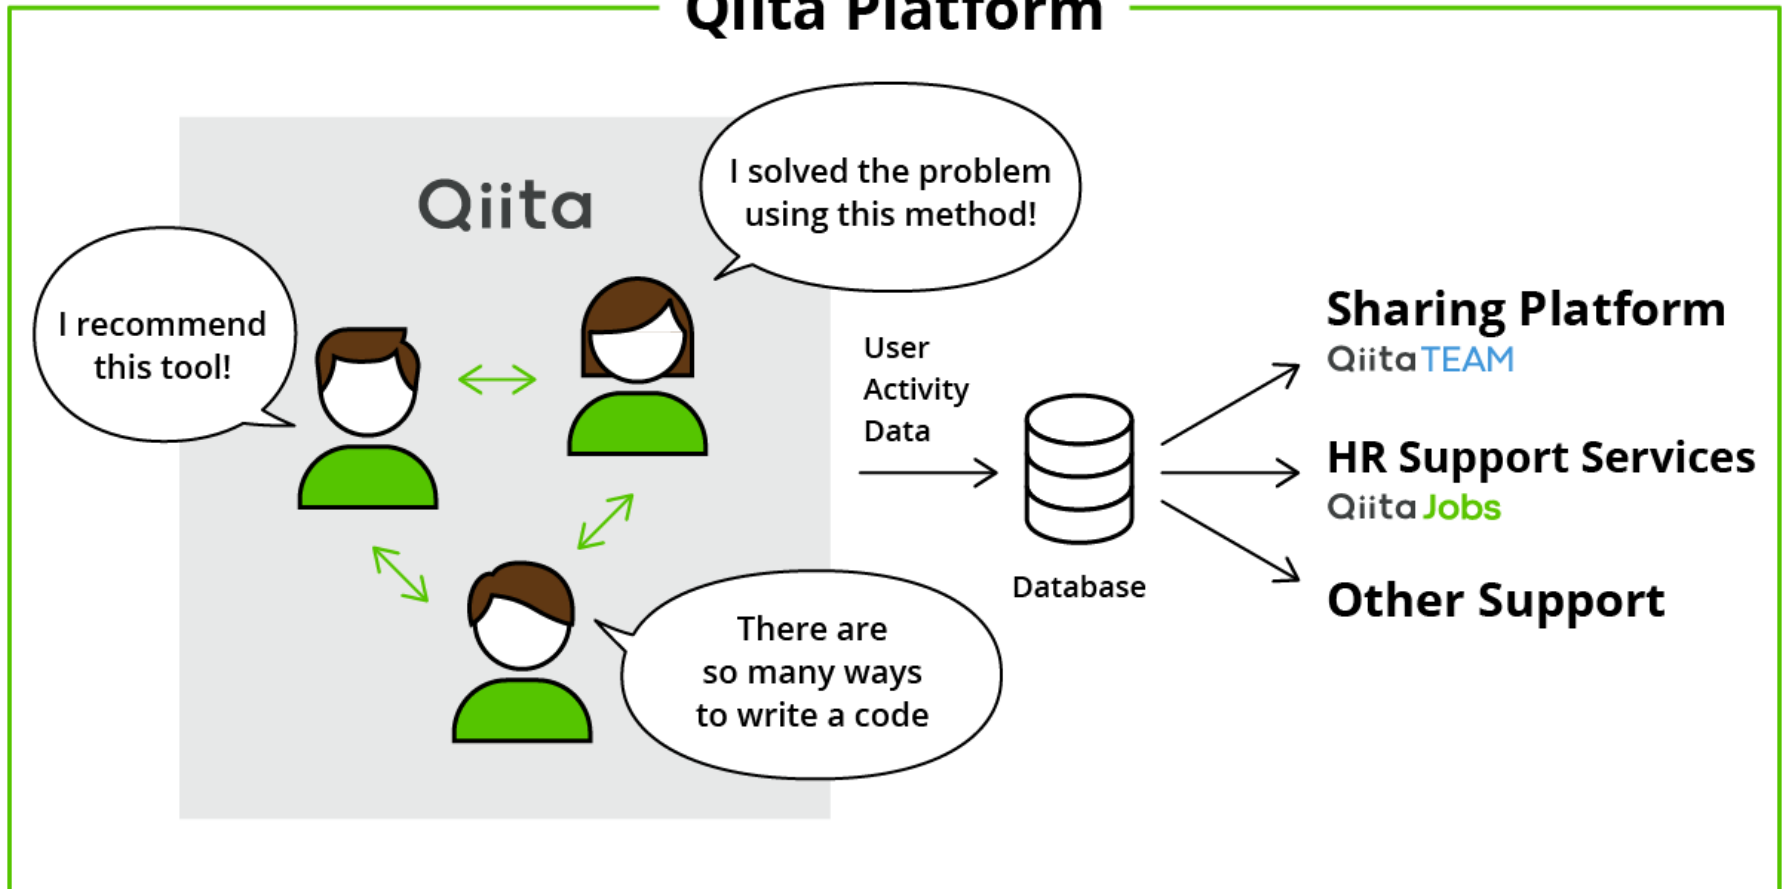 Qiita Platform
Qiita
I solved the problem
using this method!
I recommend
this tool!
There are
so many ways
to write a code
User
Activity
Data
Database
Sharing Platform
Qiita TEAM
HR Support Services
Qiita Jobs
Other Support